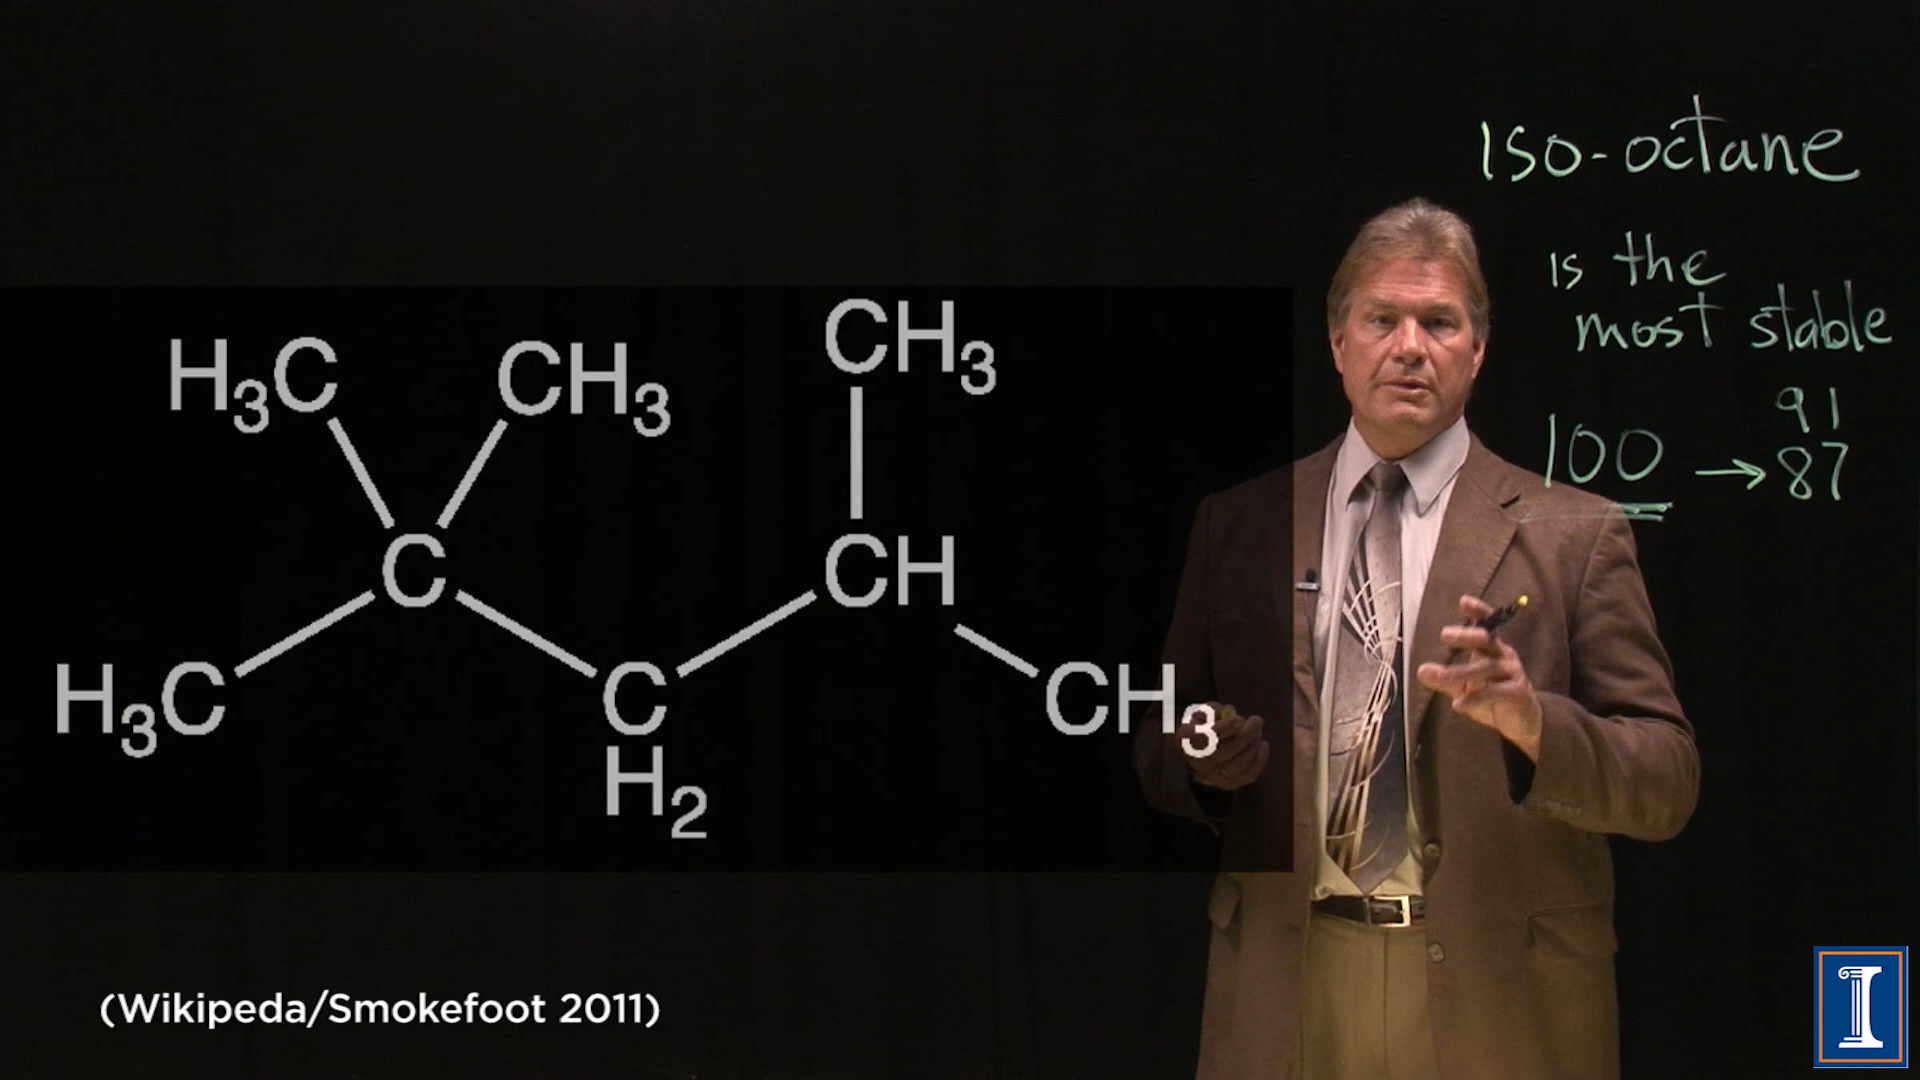 Iso-octane
is the
most stable
91
100 → 87
CH3
H3C CH3
C CH
H3C C CH3
H2
(Wikipeda/Smokefoot 2011)
I